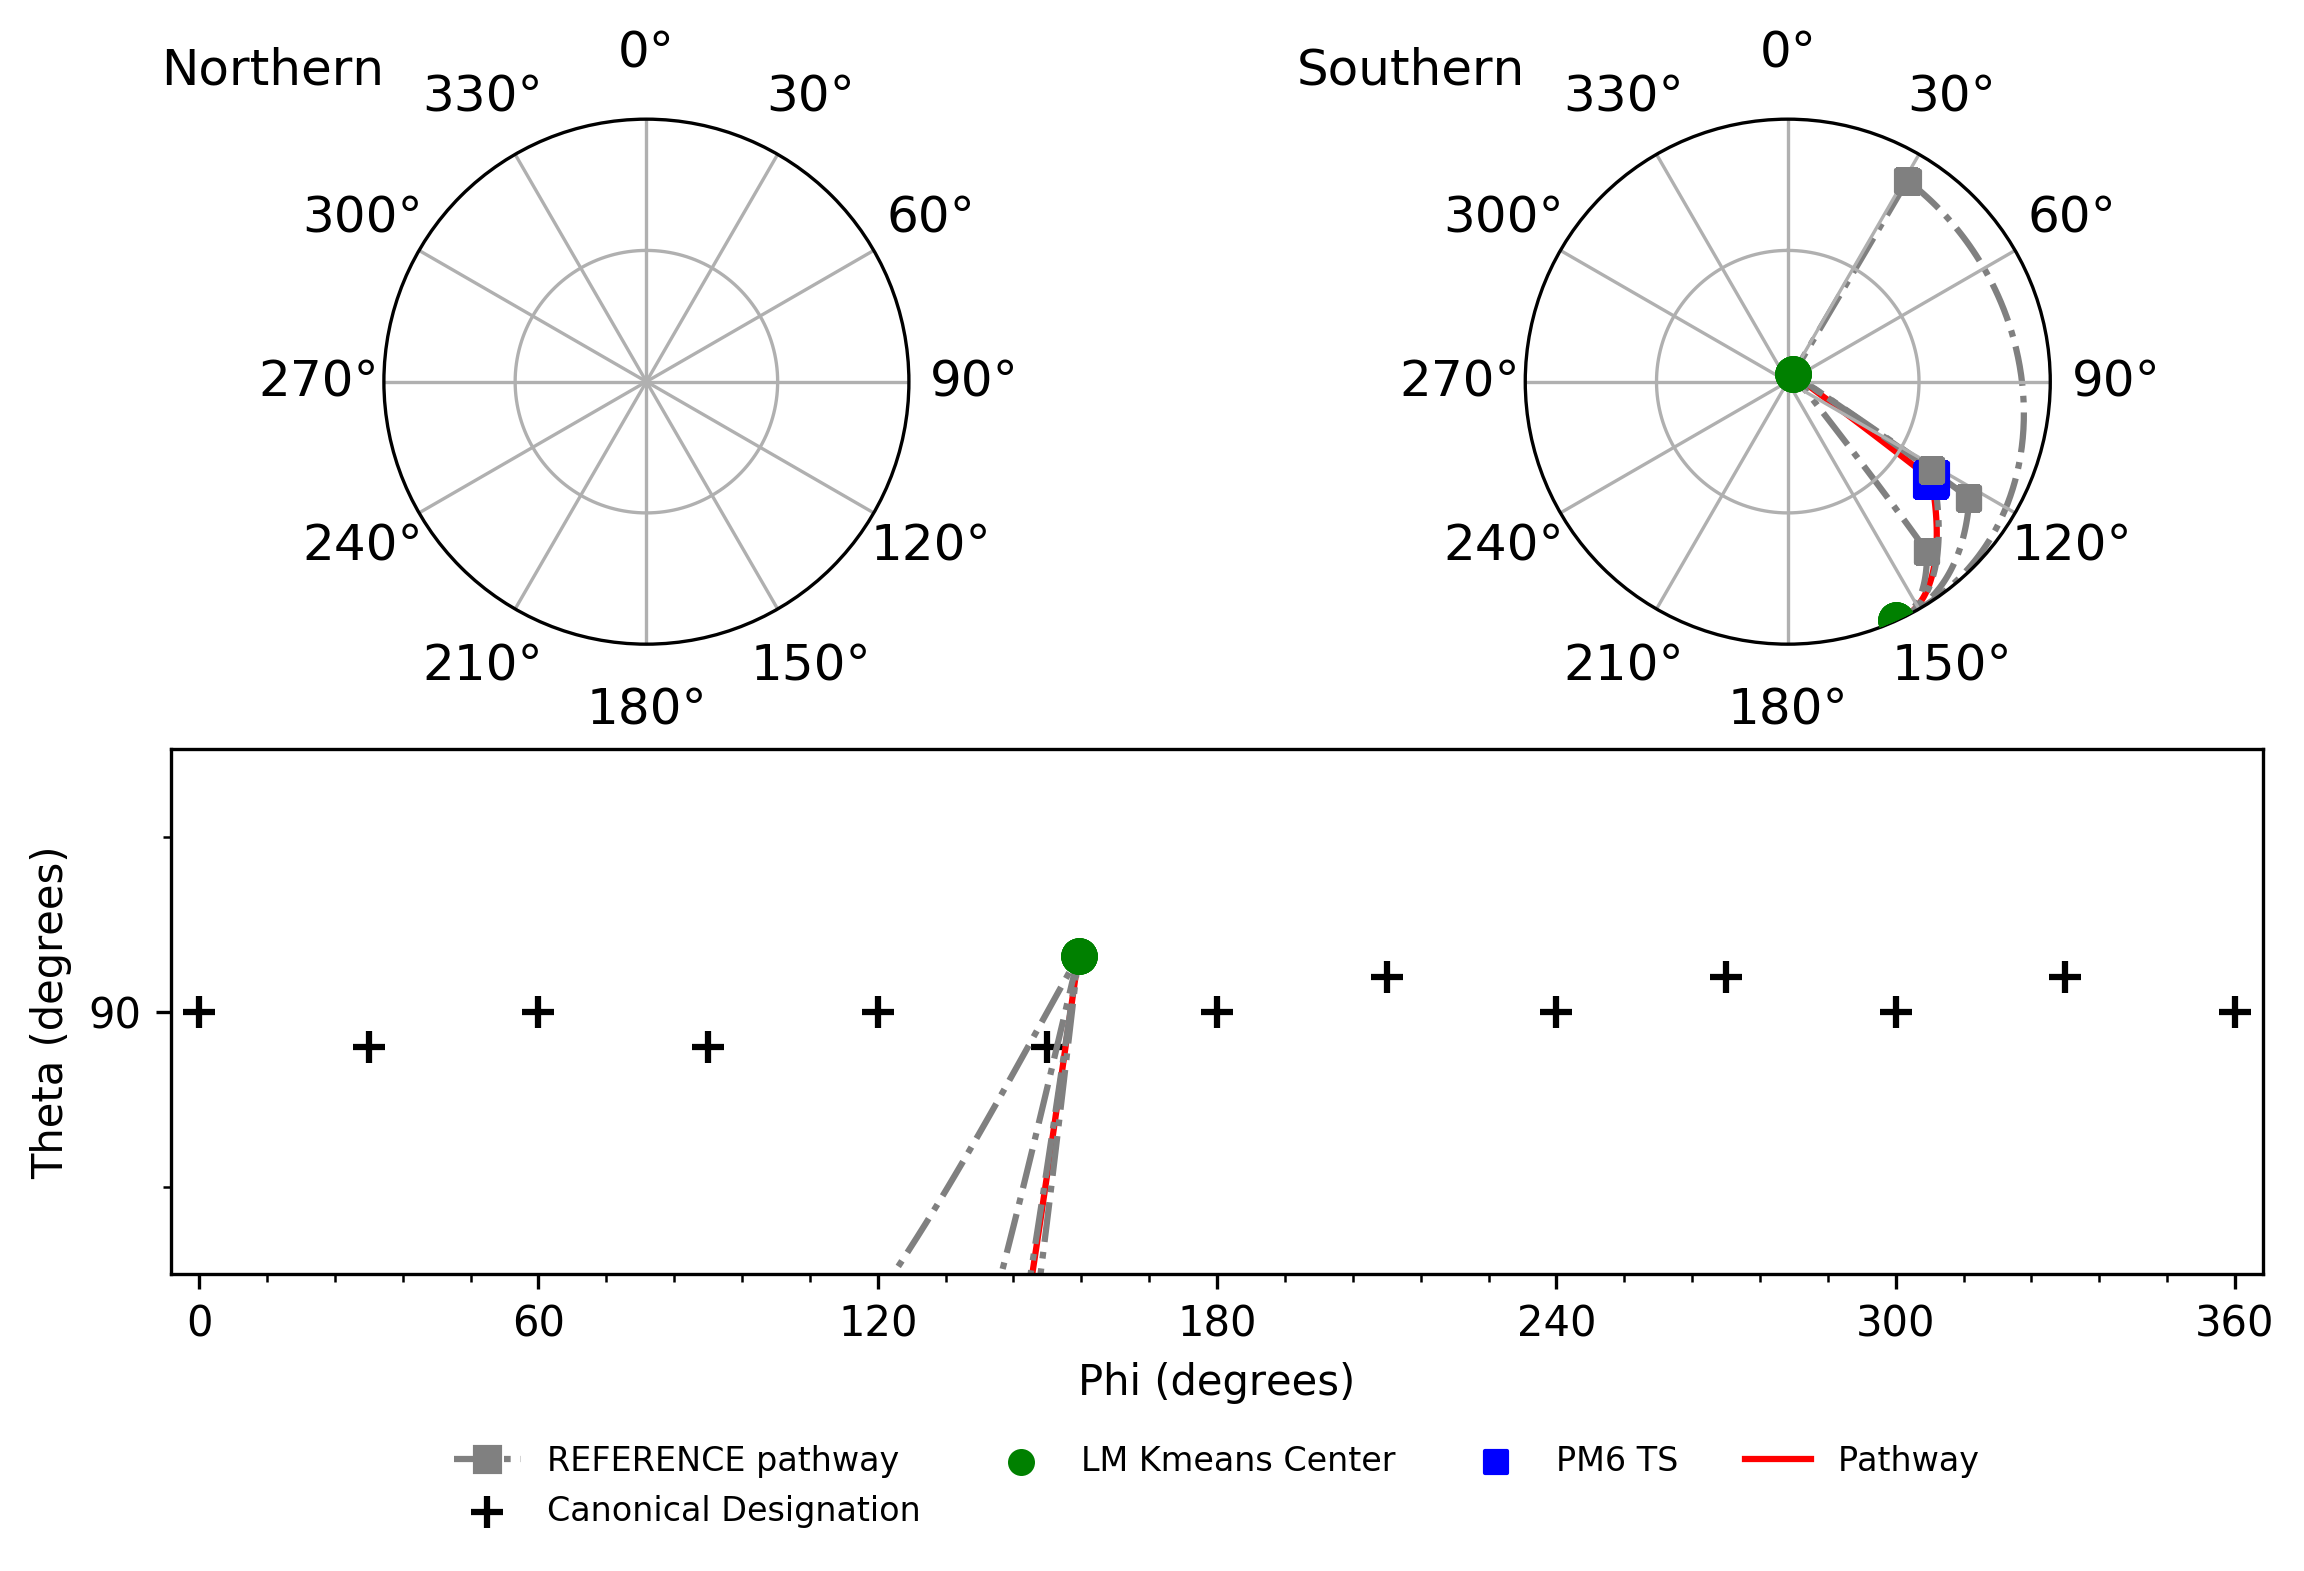 Northern
0°
330° 30°
300° 60°
270° 90°
240° 120°
210° 150°
180°
Southern
0°
330° 30°
300° 60°
270° 90°
240° 120°
210° 150°
180°
Theta (degrees)
90
0 60 120 180 240 300 360
Phi (degrees)
REFERENCE pathway
Canonical Designation
LM Kmeans Center
PM6 TS
Pathway